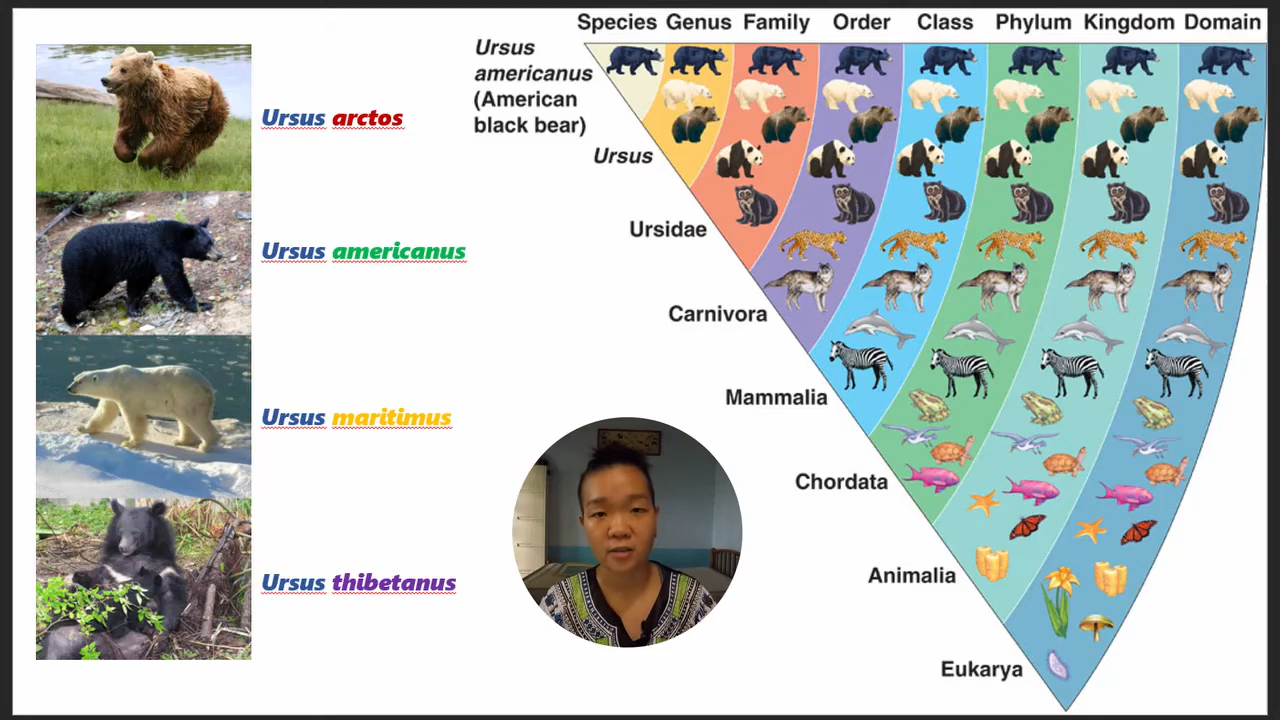 Species Genus Family Order Class Phylum Kingdom Domain
Ursus
americanus
(American
black bear)
Ursus
Ursidae
Carnivora
Mammalia
Chordata
Animalia
Eukarya
Ursus arctos
Ursus americanus
Ursus maritimus
Ursus thibetanus